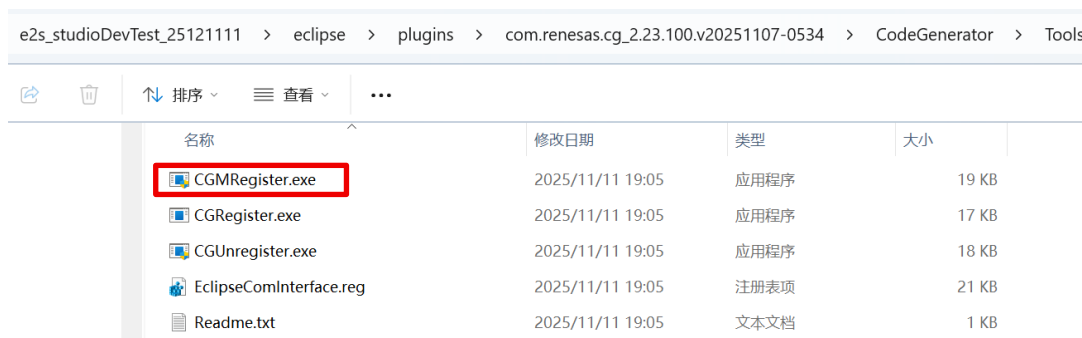 e2s_studioDevTest_25121111 > eclipse > plugins > com.renesas.cg_2.23.100.v20251107-0534 > CodeGenerator > Tools
排序 查看 ...
名称 修改日期 类型 大小
CGMRegister.exe 2025/11/11 19:05 应用程序 19 KB
CGRegister.exe 2025/11/11 19:05 应用程序 17 KB
CGUnregister.exe 2025/11/11 19:05 应用程序 18 KB
EclipseComInterface.reg 2025/11/11 19:05 注册表项 21 KB
Readme.txt 2025/11/11 19:05 文本文档 1 KB